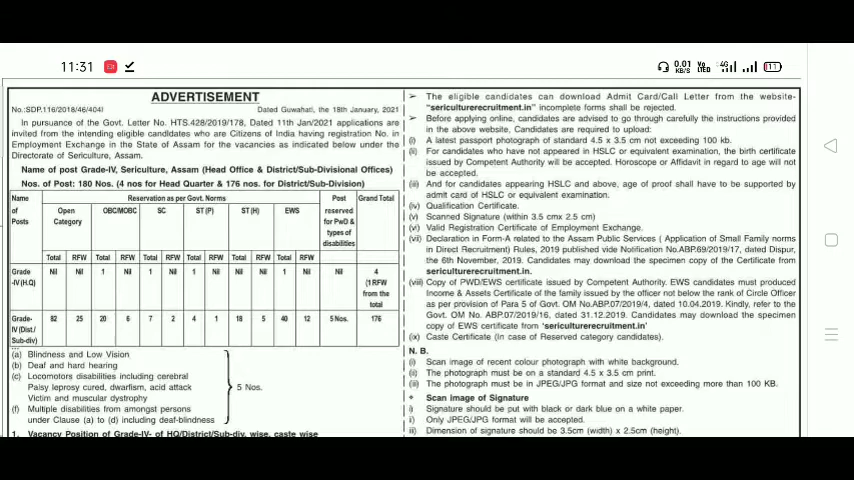 11:31
0.01 KB/S
Vo LTED
4G
11
ADVERTISEMENT
No.:SDP.116/2018/46/404/
Dated Guwahati, the 18th January, 2021
In pursuance of the Govt. Letter No. HTS.428/2019/178, Dated 11th Jan/2021 applications are
invited from the intending eligible candidates who are Citizens of India having registration No. in
Employment Exchange in the State of Assam for the vacancies as indicated below under the
Directorate of Sericulture, Assam.
Name of post Grade-IV, Sericulture, Assam (Head Office & District/Sub-Divisional Offices)
Nos. of Post: 180 Nos. (4 nos for Head Quarter & 176 nos. for District/Sub-Division)
Name of Posts | Reservation as per Govt. Norms | Post reserved for PwD & types of disabilities | Grand Total
Open Category | OBC/MOBC | SC | ST (P) | ST (H) | EWS
Total | RFW | Total | RFW | Total | RFW | Total | RFW | Total | RFW | Total | RFW
Grade -IV (H.Q) | Nil | Nil | 1 | Nil | 1 | Nil | 1 | Nil | Nil | Nil | 1 | Nil | Nil | 4 (1RFW from the total
Grade-IV (Dist/ Sub-div) | 82 | 25 | 20 | 6 | 7 | 2 | 4 | 1 | 18 | 5 | 40 | 12 | 5 Nos. | 176
(a) Blindness and Low Vision
(b) Deaf and hard hearing
(c) Locomotors disabilities including cerebral
Palsy leprosy cured, dwarfism, acid attack
Victim and muscular dystrophy
(f) Multiple disabilities from amongst persons
under Clause (a) to (d) including deaf-blindness
5 Nos.
1. Vacancy Position of Grade-IV- of HQ/District/Sub-div, wise, caste wise
➢ The eligible candidates can download Admit Card/Call Letter from the website-
"sericulturerecruitment.in" incomplete forms shall be rejected.
➢ Before applying online, candidates are advised to go through carefully the instructions provided
in the above website, Candidates are required to upload:
(i) A latest passport photograph of standard 4.5 x 3.5 cm not exceeding 100 kb.
(ii) For candidates who have not appeared in HSLC or equivalent examination, the birth certificate
issued by Competent Authority will be accepted. Horoscope or Affidavit in regard to age will not
be accepted.
(iii) And for candidates appearing HSLC and above, age of proof shall have to be supported by
admit card of HSLC or equivalent examination.
(iv) Qualification Certificate.
(v) Scanned Signature (within 3.5 cmx 2.5 cm)
(vi) Valid Registration Certificate of Employment Exchange.
(vii) Declaration in Form-A related to the Assam Public Services ( Application of Small Family norms
in Direct Recruitment) Rules, 2019 published vide Notification No.ABP.69/2019/17, dated Dispur,
the 6th November, 2019. Candidates may download the specimen copy of the Certificate from
sericulturerecruitment.in.
(viii) Copy of PWD/EWS certificate issued by Competent Authority. EWS candidates must produced
Income & Assets Certificate of the family issued by the officer not below the rank of Circle Officer
as per provision of Para 5 of Govt. OM No.ABP.07/2019/4, dated 10.04.2019. Kindly, refer to the
Govt. OM No. ABP.07/2019/16, dated 31.12.2019. Candidates may download the specimen
copy of EWS certificate from 'sericulturerecruitment.in'
(ix) Caste Certificate (In case of Reserved category candidates).
N. B.
(i) Scan image of recent colour photograph with white background.
(ii) The photograph must be on a standard 4.5 x 3.5 cm print.
(iii) The photograph must be in JPEG/JPG format and size not exceeding more than 100 KB.
Scan image of Signature
i) Signature should be put with black or dark blue on a white paper.
ii) Only JPEG/JPG format will be accepted.
iii) Dimension of signature should be 3.5cm (width) x 2.5cm (height).